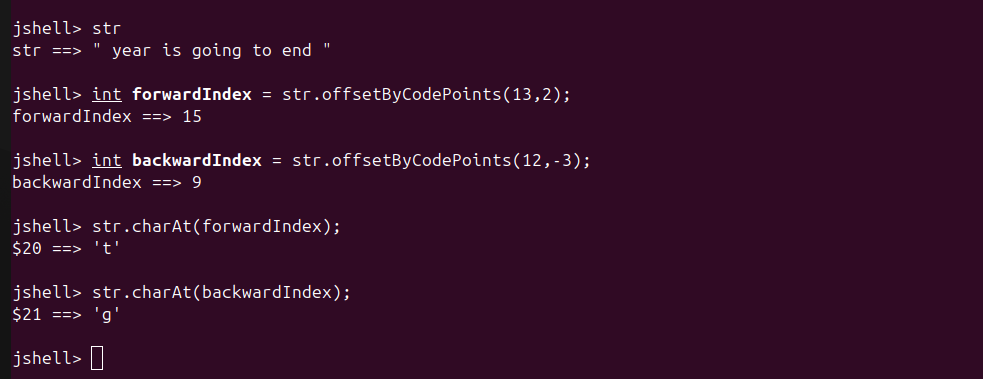 jshell> str
str ==> " year is going to end "
jshell> int forwardIndex = str.offsetByCodePoints(13,2);
forwardIndex ==> 15
jshell> int backwardIndex = str.offsetByCodePoints(12,-3);
backwardIndex ==> 9
jshell> str.charAt(forwardIndex);
$20 ==> 't'
jshell> str.charAt(backwardIndex);
$21 ==> 'g'
jshell>